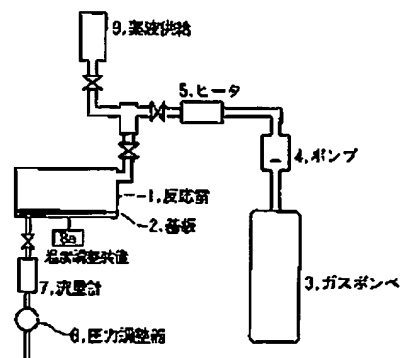 9.薬液供給
5.ヒータ
4.ポンプ
1.反応室
2.基板
8a
温度調整装置
3.ガスボンベ
7.流量計
6.圧力調整器